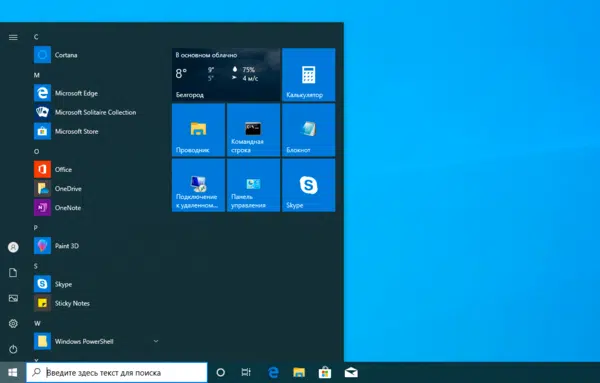 C
Cortana
M
Microsoft Edge
Microsoft Solitaire Collection
Microsoft Store
O
Office
OneDrive
OneNote
P
Paint 3D
S
Skype
Sticky Notes
W
Windows PowerShell
В основном облачно
8° 9° 75%
5° 4 м/с
Белгород
Калькулятор
Проводник
Командная
строка
Блокнот
Подключение
к удаленном...
Панель
управления
Skype
Введите здесь текст для поиска